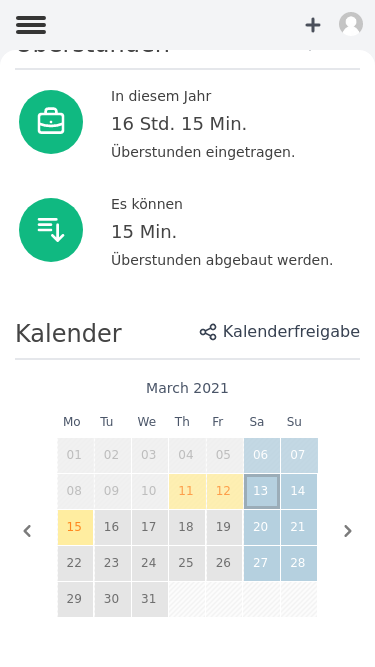 Überstunden
In diesem Jahr
16 Std. 15 Min.
Überstunden eingetragen.
Es können
15 Min.
Überstunden abgebaut werden.
Kalender
Kalenderfreigabe
March 2021
Mo Tu We Th Fr Sa Su
01 02 03 04 05 06 07
08 09 10 11 12 13 14
15 16 17 18 19 20 21
22 23 24 25 26 27 28
29 30 31